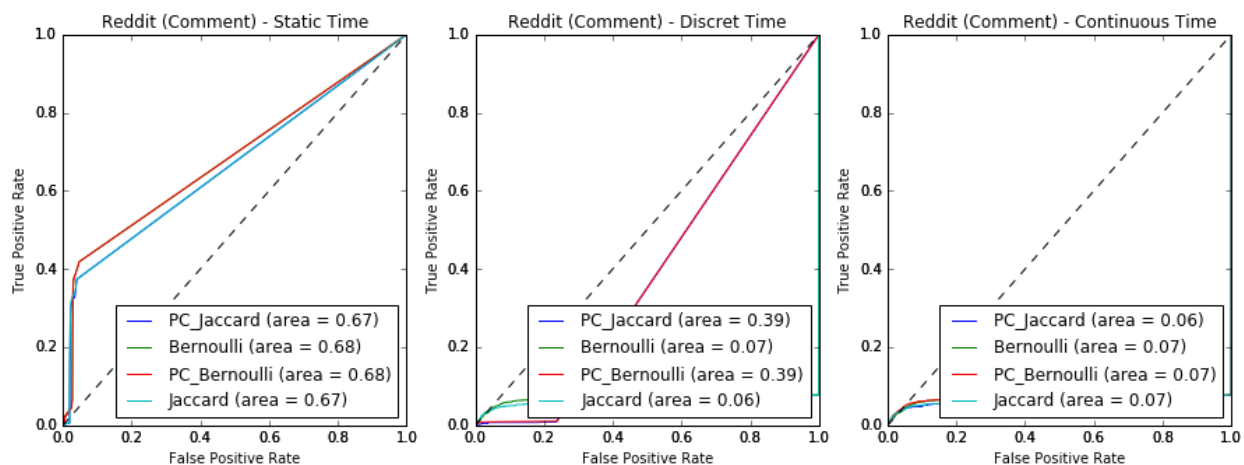 Reddit (Comment) - Static Time
1.0
0.8
0.6
0.4
0.2
0.0
True Positive Rate
PC_Jaccard (area = 0.67)
Bernoulli (area = 0.68)
PC_Bernoulli (area = 0.68)
Jaccard (area = 0.67)
0.0 0.2 0.4 0.6 0.8 1.0
False Positive Rate
Reddit (Comment) - Discret Time
1.0
0.8
0.6
0.4
0.2
0.0
True Positive Rate
PC_Jaccard (area = 0.39)
Bernoulli (area = 0.07)
PC_Bernoulli (area = 0.39)
Jaccard (area = 0.06)
0.0 0.2 0.4 0.6 0.8 1.0
False Positive Rate
Reddit (Comment) - Continuous Time
1.0
0.8
0.6
0.4
0.2
0.0
True Positive Rate
PC_Jaccard (area = 0.06)
Bernoulli (area = 0.07)
PC_Bernoulli (area = 0.07)
Jaccard (area = 0.07)
0.0 0.2 0.4 0.6 0.8 1.0
False Positive Rate